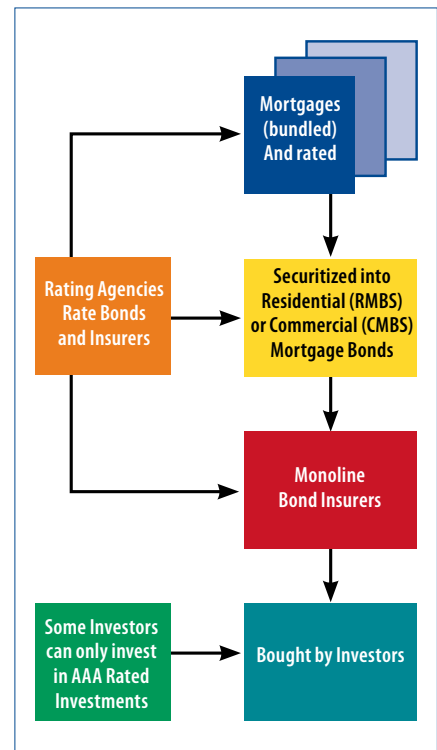 Mortgages
(bundled)
And rated
Rating Agencies
Rate Bonds
and Insurers
Securitized into
Residential (RMBS)
or Commercial (CMBS)
Mortgage Bonds
Monoline
Bond Insurers
Some Investors
can only invest
in AAA Rated
Investments
Bought by Investors